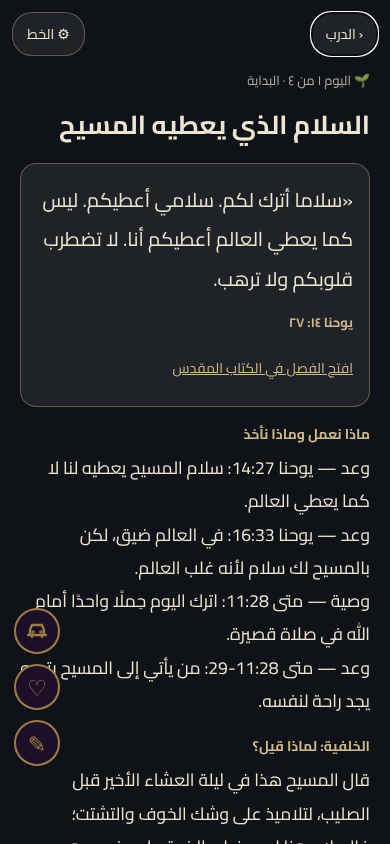 ‹ الدرب
⚙ الخط
🌱 اليوم ١ من ٤ · البداية
السلام الذي يعطيه المسيح
«سلاما أترك لكم. سلامي أعطيكم. ليس
كما يعطي العالم أعطيكم أنا. لا تضطرب
قلوبكم ولا ترهب.
يوحنا ١٤: ٢٧
افتح الفصل في الكتاب المقدس
ماذا نعمل وماذا نأخذ
وعد — يوحنا 14:27: سلام المسيح يعطيه لنا لا
كما يعطي العالم.
وعد — يوحنا 16:33: في العالم ضيق، لكن
بالمسيح لك سلام لأنه غلب العالم.
وصية — متى 11:28: اترك اليوم حملًا واحدًا أمام
الله في صلاة قصيرة.
وعد — متى 11:28-29: من يأتي إلى المسيح
يجد راحة لنفسه.
الخلفية: لماذا قيل؟
قال المسيح هذا في ليلة العشاء الأخير قبل
الصليب، لتلاميذ على وشك الخوف والتشتت؛